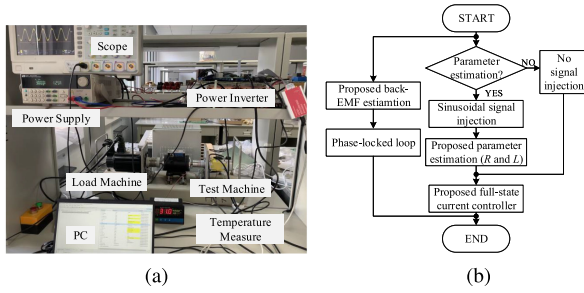 Scope
Power Inverter
Power Supply
Load Machine
Test Machine
Temperature
Measure
PC
(a)
START
Parameter
estimation?
NO
No
signal
injection
YES
Proposed back-
EMF estiamtion
Sinusoidal signal
injection
Phase-locked loop
Proposed parameter
estimation (R and L)
Proposed full-state
current controller
END
(b)